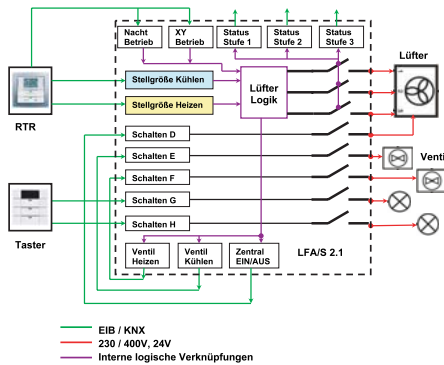 Nacht
Betrieb
XY
Betrieb
Status
Stufe 1
Status
Stufe 2
Status
Stufe 3
Lüfter
Stellgröße Kühlen
Stellgröße Heizen
Lüfter
Logik
RTR
Schalten D
Schalten E
Venti
Schalten F
Schalten G
Schalten H
Taster
Ventil
Heizen
Ventil
Kühlen
Zentral
EIN/AUS
LFA/S 2.1
EIB / KNX
230 / 400V, 24V
Interne logische Verknüpfungen